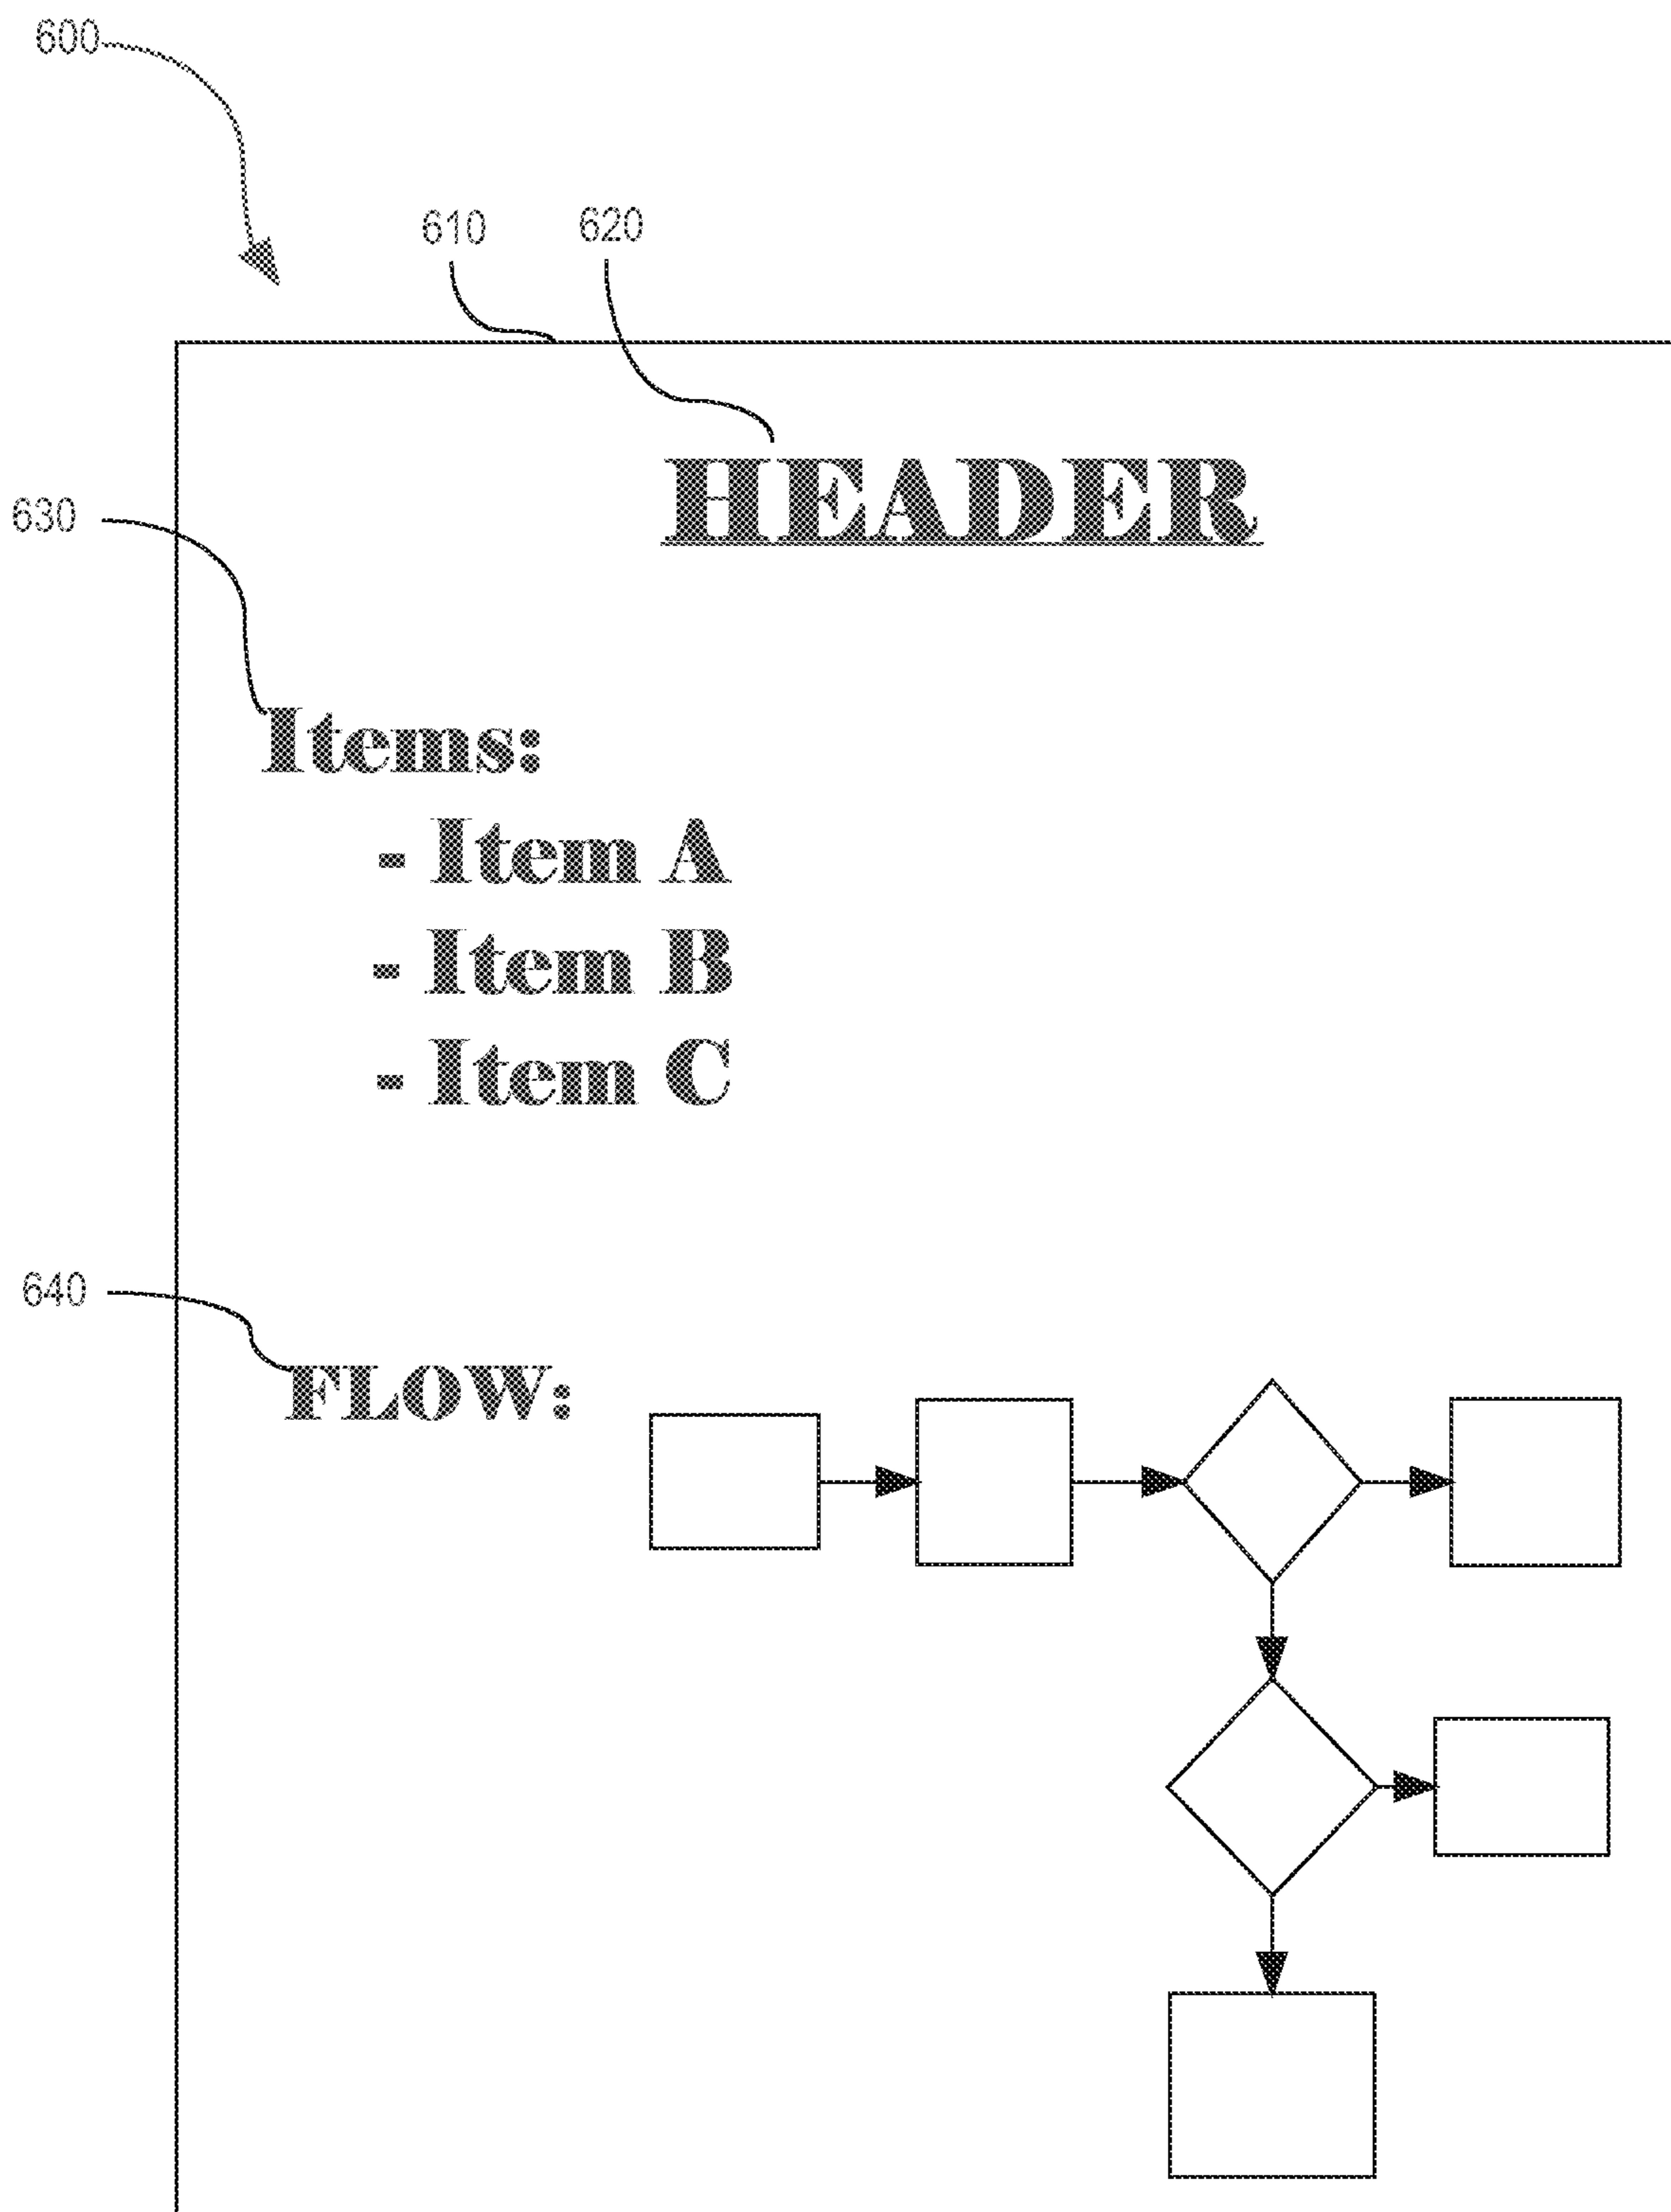 600
610 620
HEADER
630
Items:
- Item A
- Item B
- Item C
640
FLOW: